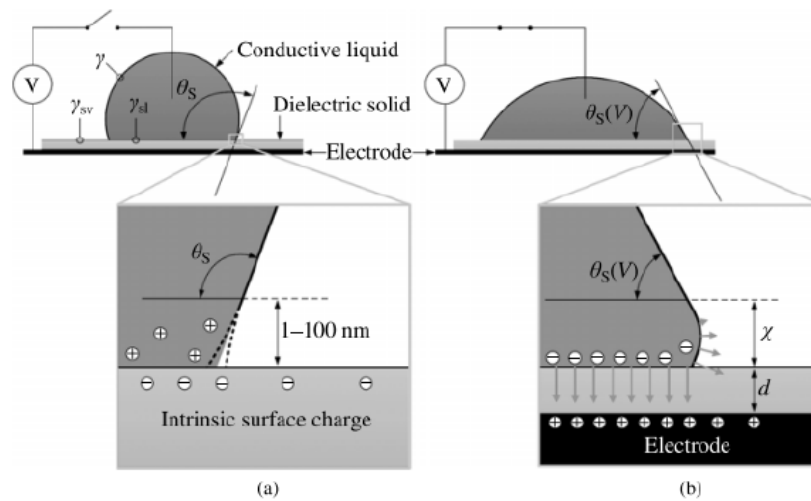 Conductive liquid
γ
θS
V
γsv
γsl
Dielectric solid
Electrode
V
θS(V)
θS
1–100 nm
Intrinsic surface charge
θS(V)
χ
d
Electrode
(a)
(b)